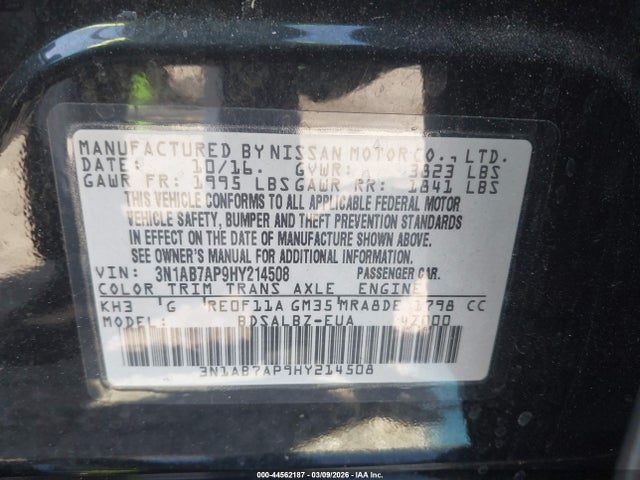 MANUFACTURED BY NISSAN MOTOR CO., LTD.
DATE: 10/16. GVWR: 3823 LBS
GAWR FR: 1995 LBS GAWR RR: 1841 LBS
THIS VEHICLE CONFORMS TO ALL APPLICABLE FEDERAL MOTOR
VEHICLE SAFETY, BUMPER AND THEFT PREVENTION STANDARDS
IN EFFECT ON THE DATE OF MANUFACTURE SHOWN ABOVE.
SEE OWNER'S MANUAL FOR ADDITIONAL INFORMATION.
VIN: 3N1AB7AP9HY214508 PASSENGER CAR.
COLOR TRIM TRANS AXLE ENGINE
KH3 G RE0F11A GM35 MRA8DE 1798 CC
MODEL: BDSALBZ-EUA 4Z000
3N1AB7AP9HY214508
000-44562187 - 03/09/2026 - IAA Inc.